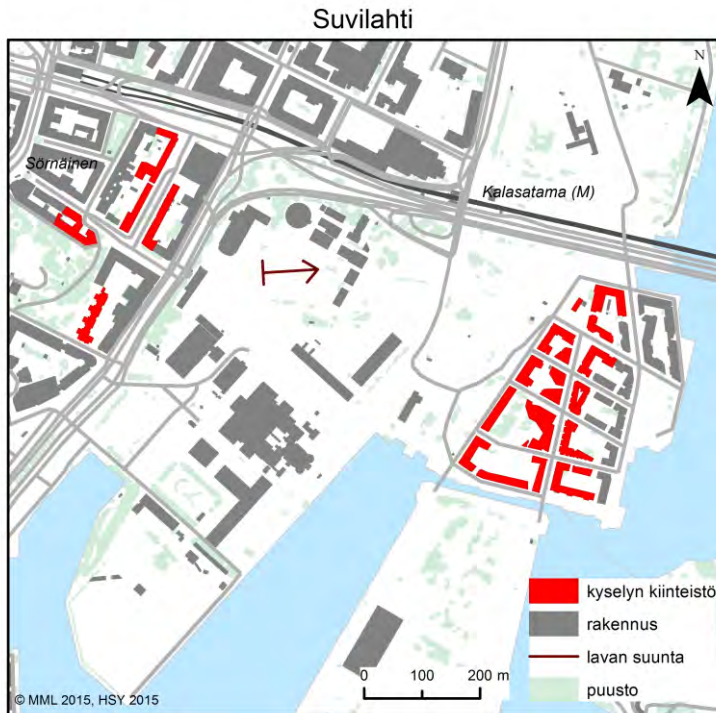 Suvilahti
N
Sörnäinen
Kalasatama (M)
kyselyn kiinteistö
rakennus
lavan suunta
puusto
0 100 200 m
© MML 2015, HSY 2015